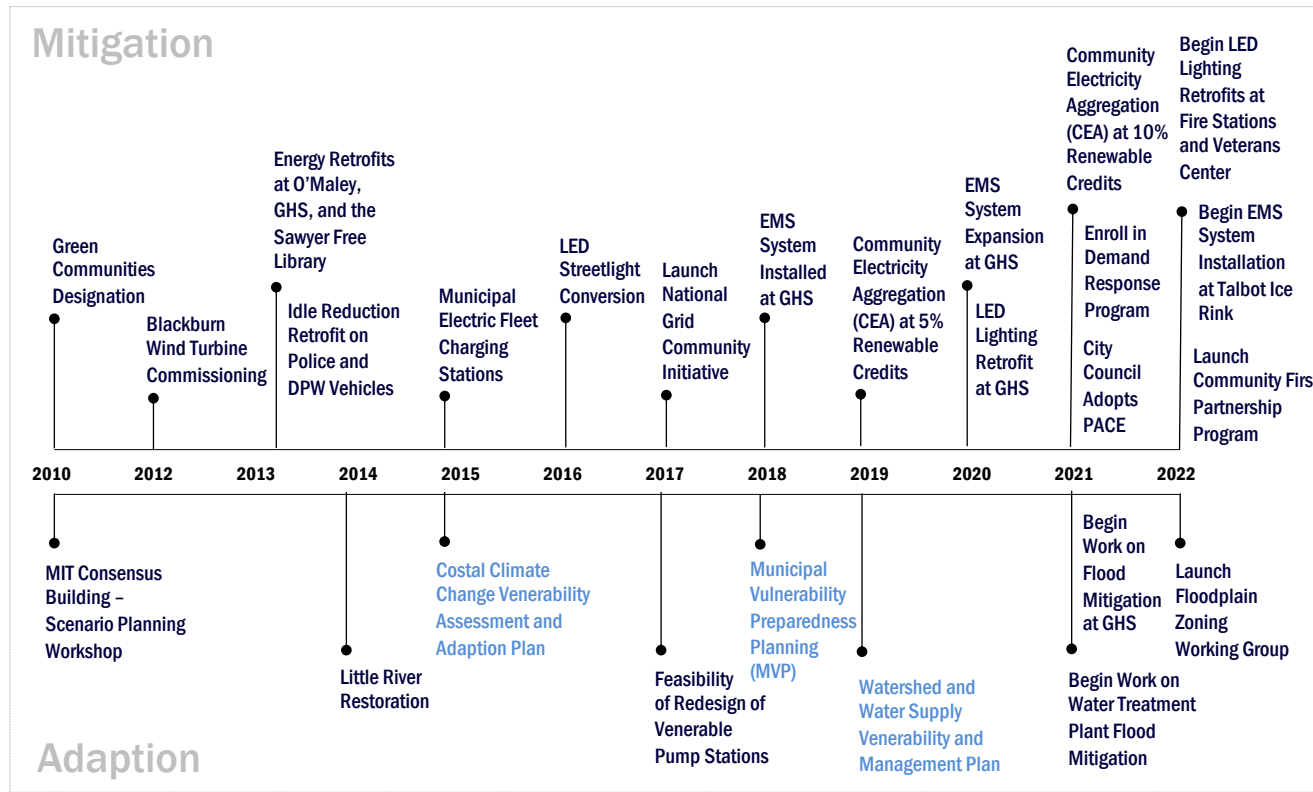 Mitigation
Green
Communities
Designation
Blackburn
Wind Turbine
Commissioning
Energy Retrofits
at O'Maley,
GHS, and the
Sawyer Free
Library
Idle Reduction
Retrofit on
Police and
DPW Vehicles
Municipal
Electric Fleet
Charging
Stations
LED
Streetlight
Conversion
Launch
National
Grid
Community
Initiative
EMS
System
Installed
at GHS
Community
Electricity
Aggregation
(CEA) at 5%
Renewable
Credits
EMS
System
Expansion
at GHS
LED
Lighting
Retrofit
at GHS
Community
Electricity
Aggregation
(CEA) at 10%
Renewable
Credits
Enroll in
Demand
Response
Program
City
Council
Adopts
PACE
Begin LED
Lighting
Retrofits at
Fire Stations
and Veterans
Center
Begin EMS
System
Installation
at Talbot Ice
Rink
Launch
Community Firs
Partnership
Program
2010 2012 2013 2014 2015 2016 2017 2018 2019 2020 2021 2022
MIT Consensus
Building –
Scenario Planning
Workshop
Little River
Restoration
Costal Climate
Change Venerability
Assessment and
Adaption Plan
Feasibility
of Redesign of
Venerable
Pump Stations
Municipal
Vulnerability
Preparedness
Planning
(MVP)
Watershed and
Water Supply
Venerability and
Management Plan
Begin
Work on
Flood
Mitigation
at GHS
Begin Work on
Water Treatment
Plant Flood
Mitigation
Launch
Floodplain
Zoning
Working Group
Adaption